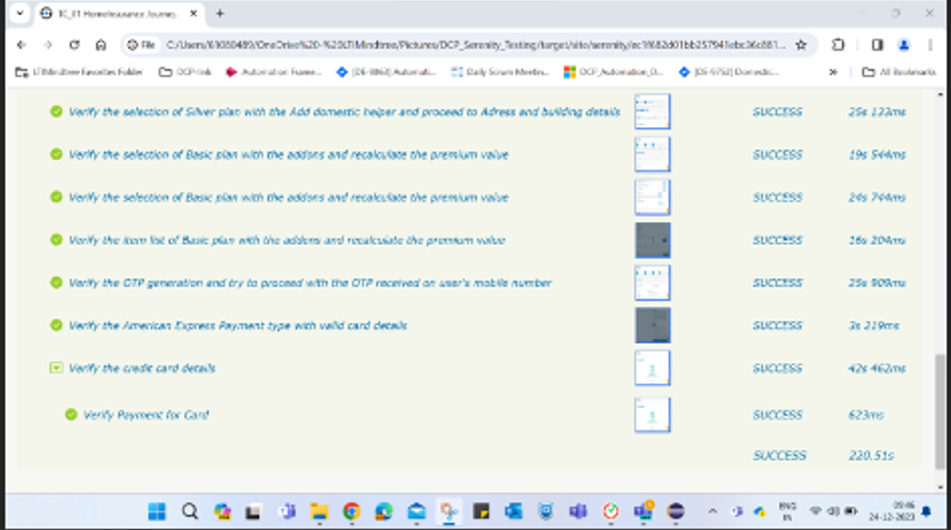 TC_01 HomeInsurance Journey
File C:/Users/61080489/OneDrive%20-%20LTIMindtree/Pictures/DCP_Serenity_Testing/target/site/serenity/
LTIMindtree Favorites Folder DCP-link Automation Frame... Automati... Daily Scrum Meetin... DCP_Automation_D... Domestic... » All Bookmarks
Verify the selection of Silver plan with the Add domestic helper and proceed to Adress and building details SUCCESS 25s 133ms
Verify the selection of Basic plan with the addons and recalculate the premium value SUCCESS 19s 544ms
Verify the selection of Basic plan with the addons and recalculate the premium value SUCCESS 24s 744ms
Verify the item list of Basic plan with the addons and recalculate the premium value SUCCESS 16s 204ms
Verify the OTP generation and try to proceed with the OTP received on user's mobile number SUCCESS 25s 909ms
Verify the American Express Payment type with valid card details SUCCESS 3s 219ms
Verify the credit card details SUCCESS 42s 462ms
Verify Payment for Card SUCCESS 623ms
SUCCESS 220.51s
ENG 09:46
IN 24-12-2023